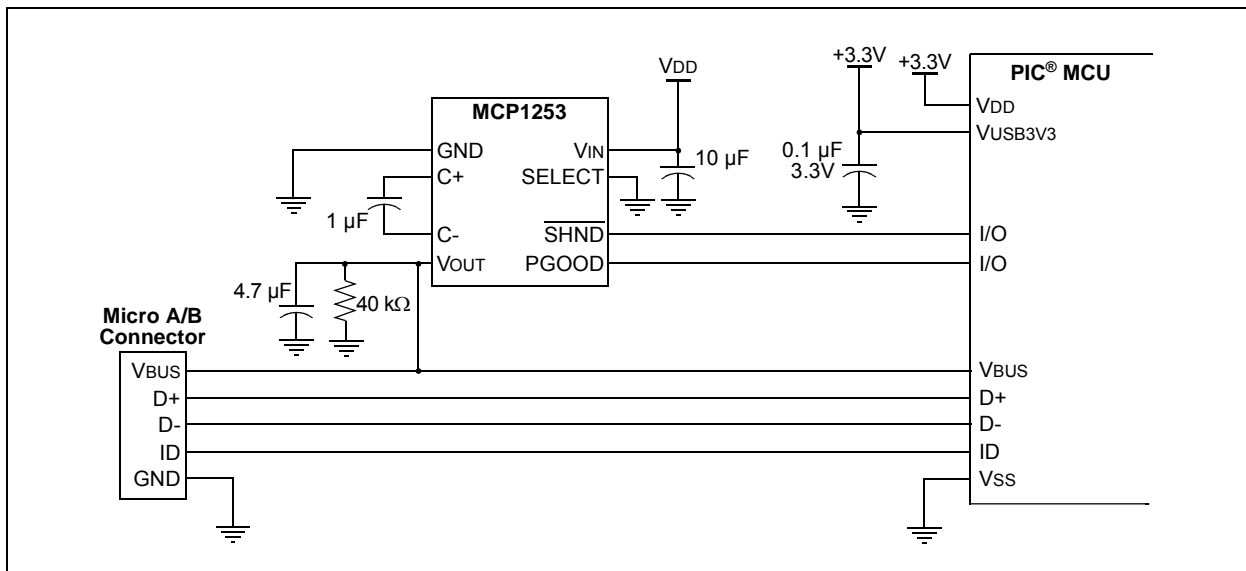 +3.3V
+3.3V
PIC® MCU
VDD
VDD
MCP1253
VUSB3V3
GND
VIN
10 µF
0.1 µF
3.3V
C+
SELECT
1 µF
C-
SHND
I/O
VOUT
PGOOD
I/O
4.7 µF
40 kΩ
Micro A/B
Connector
VBUS
VBUS
D+
D+
D-
D-
ID
ID
GND
VSS